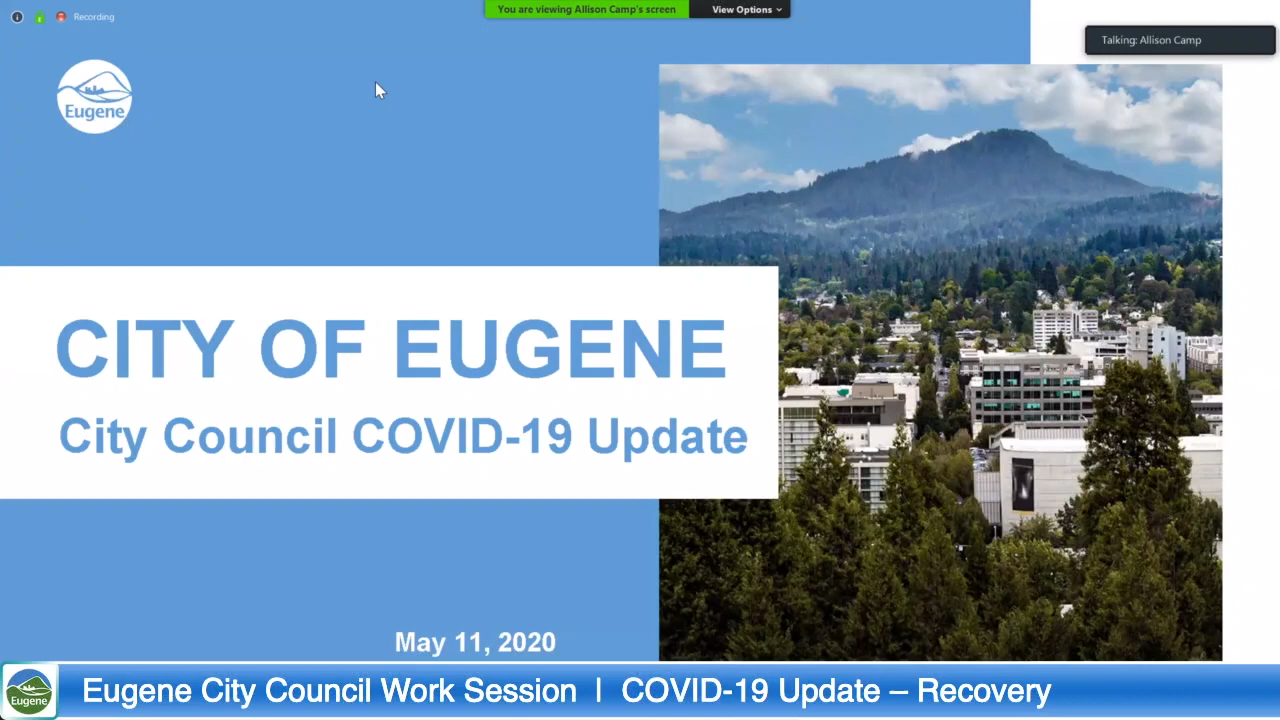 Recording
You are viewing Allison Camp's screen
View Options
Talking: Allison Camp
Eugene
CITY OF EUGENE
City Council COVID-19 Update
May 11, 2020
Eugene
Eugene City Council Work Session | COVID-19 Update – Recovery